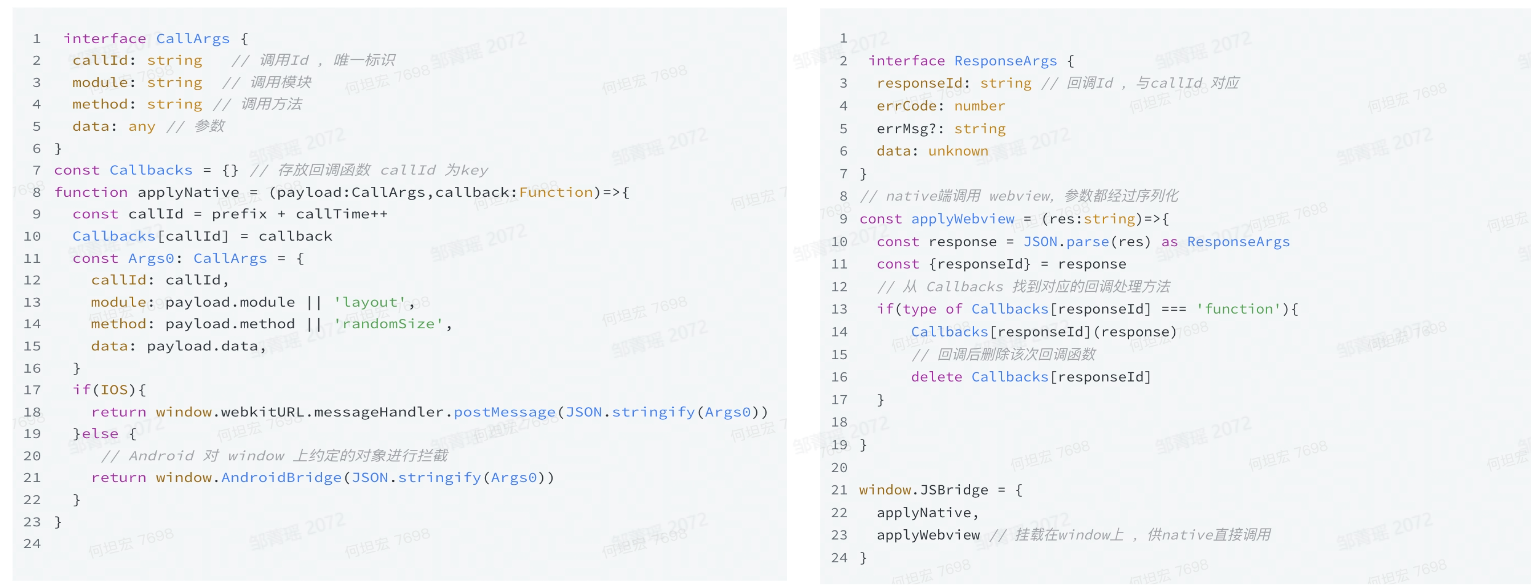 1 interface CallArgs {
2 callId: string // 调用Id ，唯一标识
3 module: string // 调用模块
4 method: string // 调用方法
5 data: any // 参数
6 }
7 const Callbacks = {} // 存放回调函数 callId 为key
8 function applyNative = (payload:CallArgs,callback:Function)=>{
9 const callId = prefix + callTime++
10 Callbacks[callId] = callback
11 const Args0: CallArgs = {
12 callId: callId,
13 module: payload.module || 'layout',
14 method: payload.method || 'randomSize',
15 data: payload.data,
16 }
17 if(IOS){
18 return window.webkitURL.messageHandler.postMessage(JSON.stringify(Args0))
19 }else {
20 // Android 对 window 上约定的对象进行拦截
21 return window.AndroidBridge(JSON.stringify(Args0))
22 }
23 }
24
1
2 interface ResponseArgs {
3 responseId: string // 回调Id ，与callId 对应
4 errCode: number
5 errMsg?: string
6 data: unknown
7 }
8 // native端调用 webview，参数都经过序列化
9 const applyWebview = (res:string)=>{
10 const response = JSON.parse(res) as ResponseArgs
11 const {responseId} = response
12 // 从 Callbacks 找到对应的回调处理方法
13 if(type of Callbacks[responseId] === 'function'){
14 Callbacks[responseId](response)
15 // 回调后删除该次回调函数
16 delete Callbacks[responseId]
17 }
18
19 }
20
21 window.JSBridge = {
22 applyNative,
23 applyWebview // 挂载在window上 ，供native直接调用
24 }
邹菁瑶 2072
何坦宏 7698